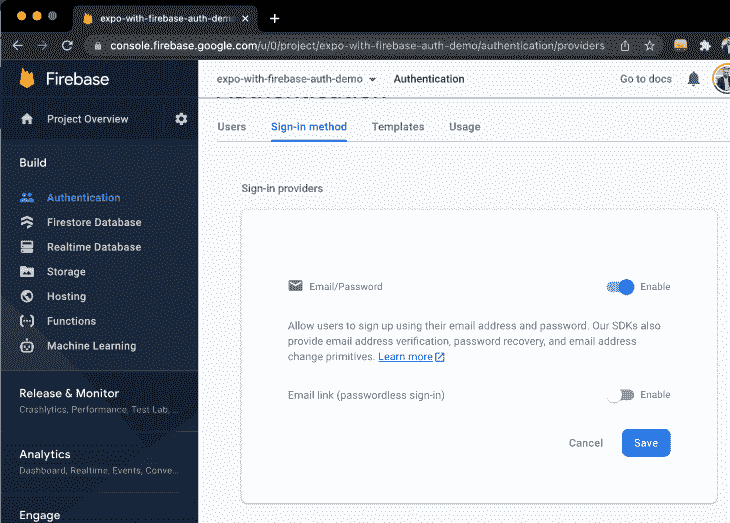 expo-with-firebase-auth-demo
console.firebase.google.com/u/0/project/expo-with-firebase-auth-demo/authentication/providers
Firebase
expo-with-firebase-auth-demo
Authentication
Go to docs
Authentication
Project Overview
Users
Sign-in method
Templates
Usage
Build
Sign-in providers
Authentication
Firestore Database
Realtime Database
Storage
Hosting
Functions
Machine Learning
Email/Password
Enable
Allow users to sign up using their email address and password. Our SDKs also
provide email address verification, password recovery, and email address
change primitives. Learn more
Email link (passwordless sign-in)
Enable
Cancel
Save
Release & Monitor
Crashlytics, Performance, Test Lab, ...
Analytics
Dashboard, Realtime, Events, Conve...
Engage